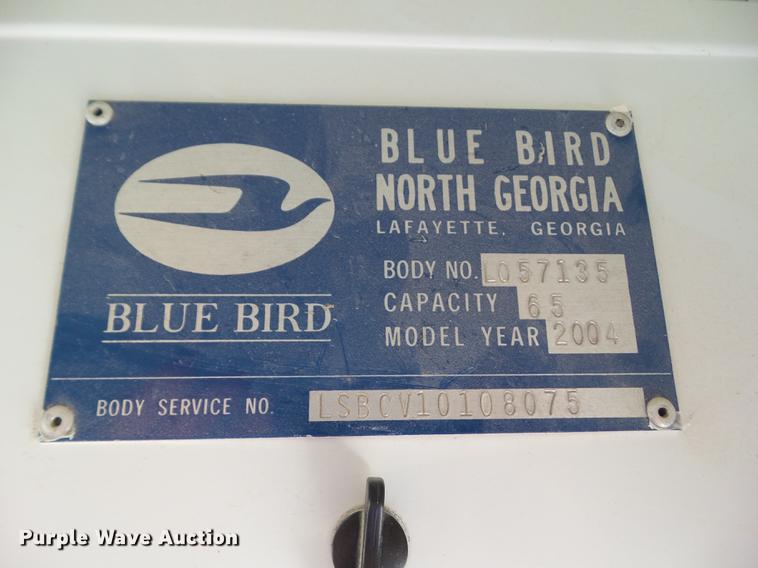 BLUE BIRD
NORTH GEORGIA
LAFAYETTE, GEORGIA
BODY NO. L057135
CAPACITY 65
MODEL YEAR 2004
BLUE BIRD
BODY SERVICE NO. LSBCV10108075
Purple Wave Auction